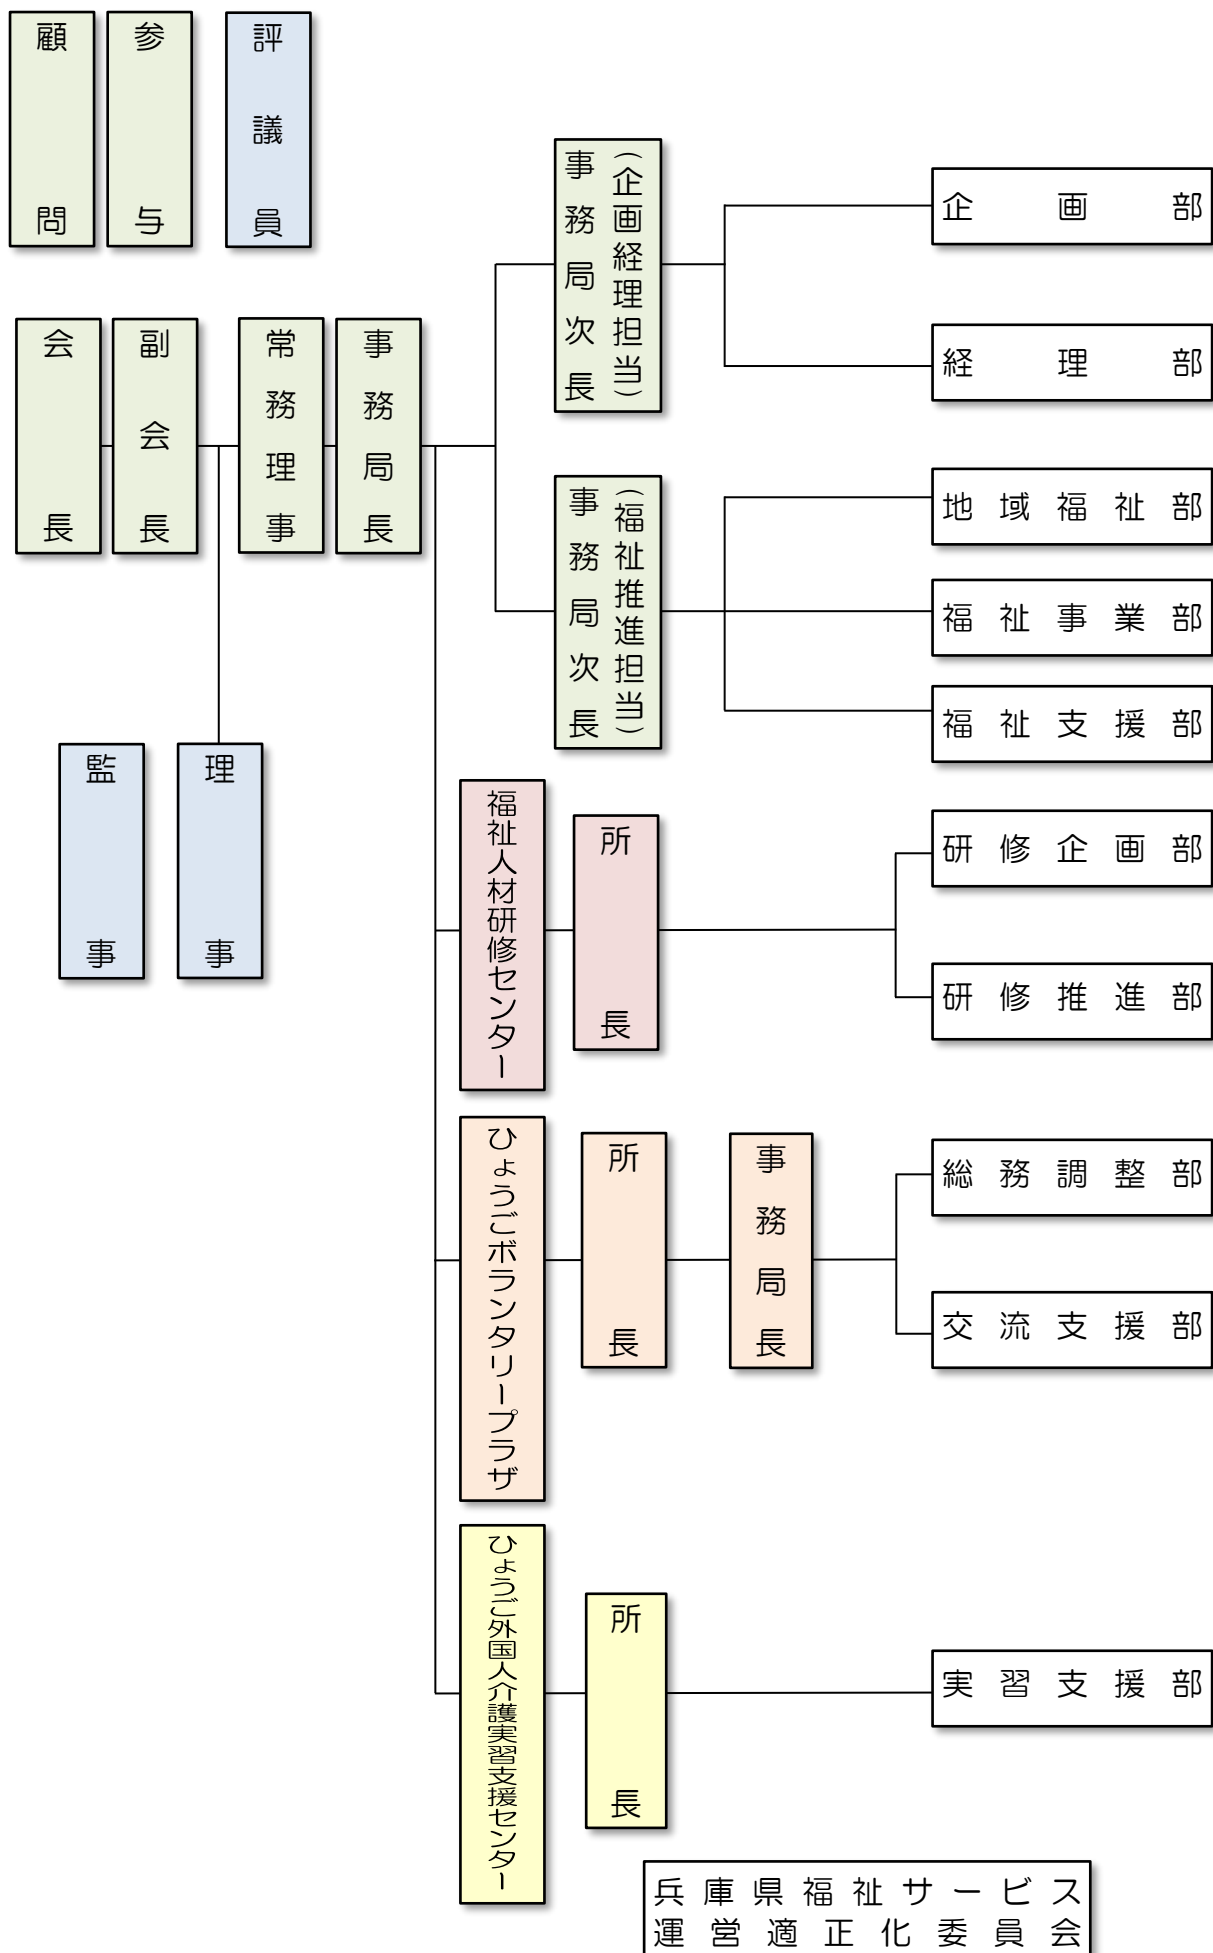 顧問
参与
評議員
会長
副会長
常務理事
事務局長
監事
理事
事務局次長
（企画経理担当）
企画部
経理部
事務局次長
（福祉推進担当）
地域福祉部
福祉事業部
福祉支援部
福祉人材研修センター
所長
研修企画部
研修推進部
ひょうごボランタリープラザ
所長
事務局長
総務調整部
交流支援部
ひょうご外国人介護実習支援センター
所長
実習支援部
兵庫県福祉サービス
運営適正化委員会